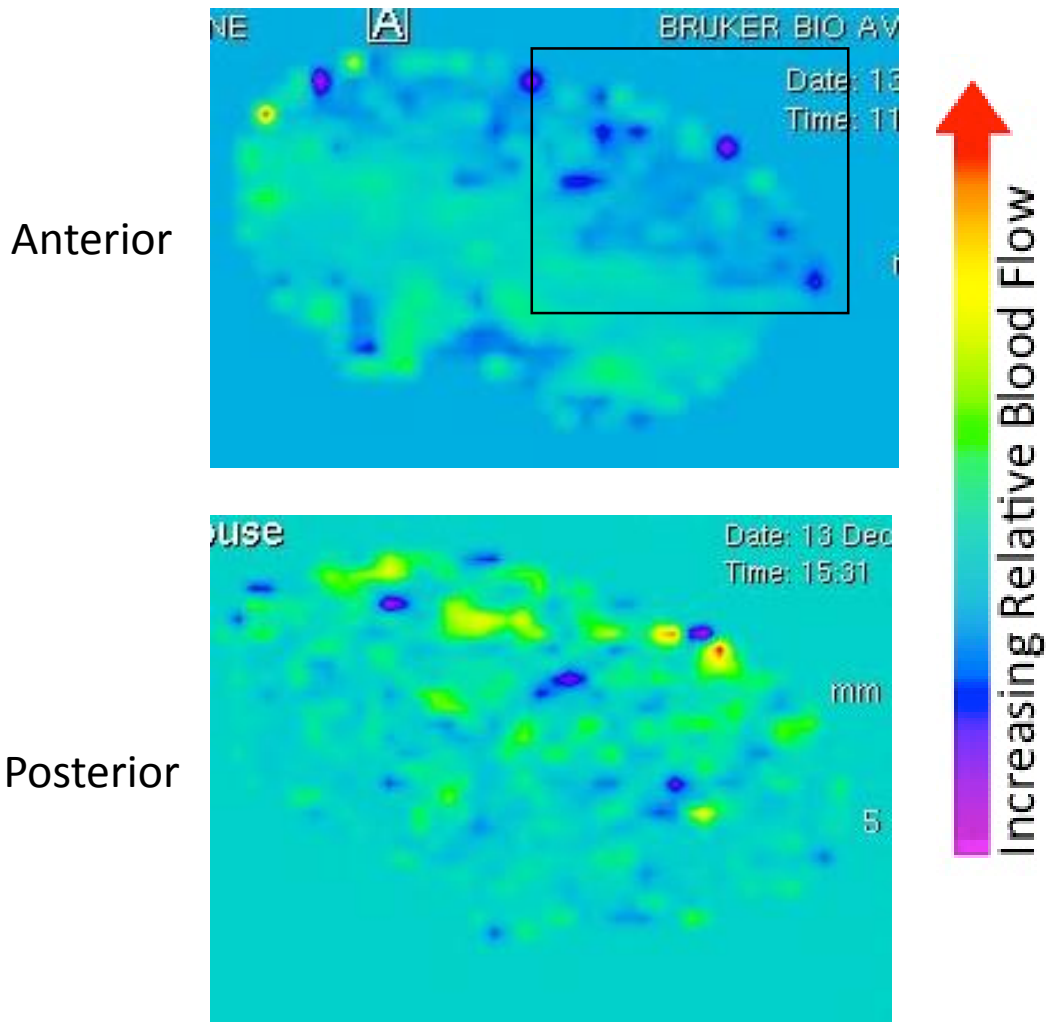 NE
A
BRUKER BIO AV
Date: 13
Time: 11
Anterior
Increasing Relative Blood Flow
ouse
Date: 13 Dec
Time: 15:31
mm
Posterior
5